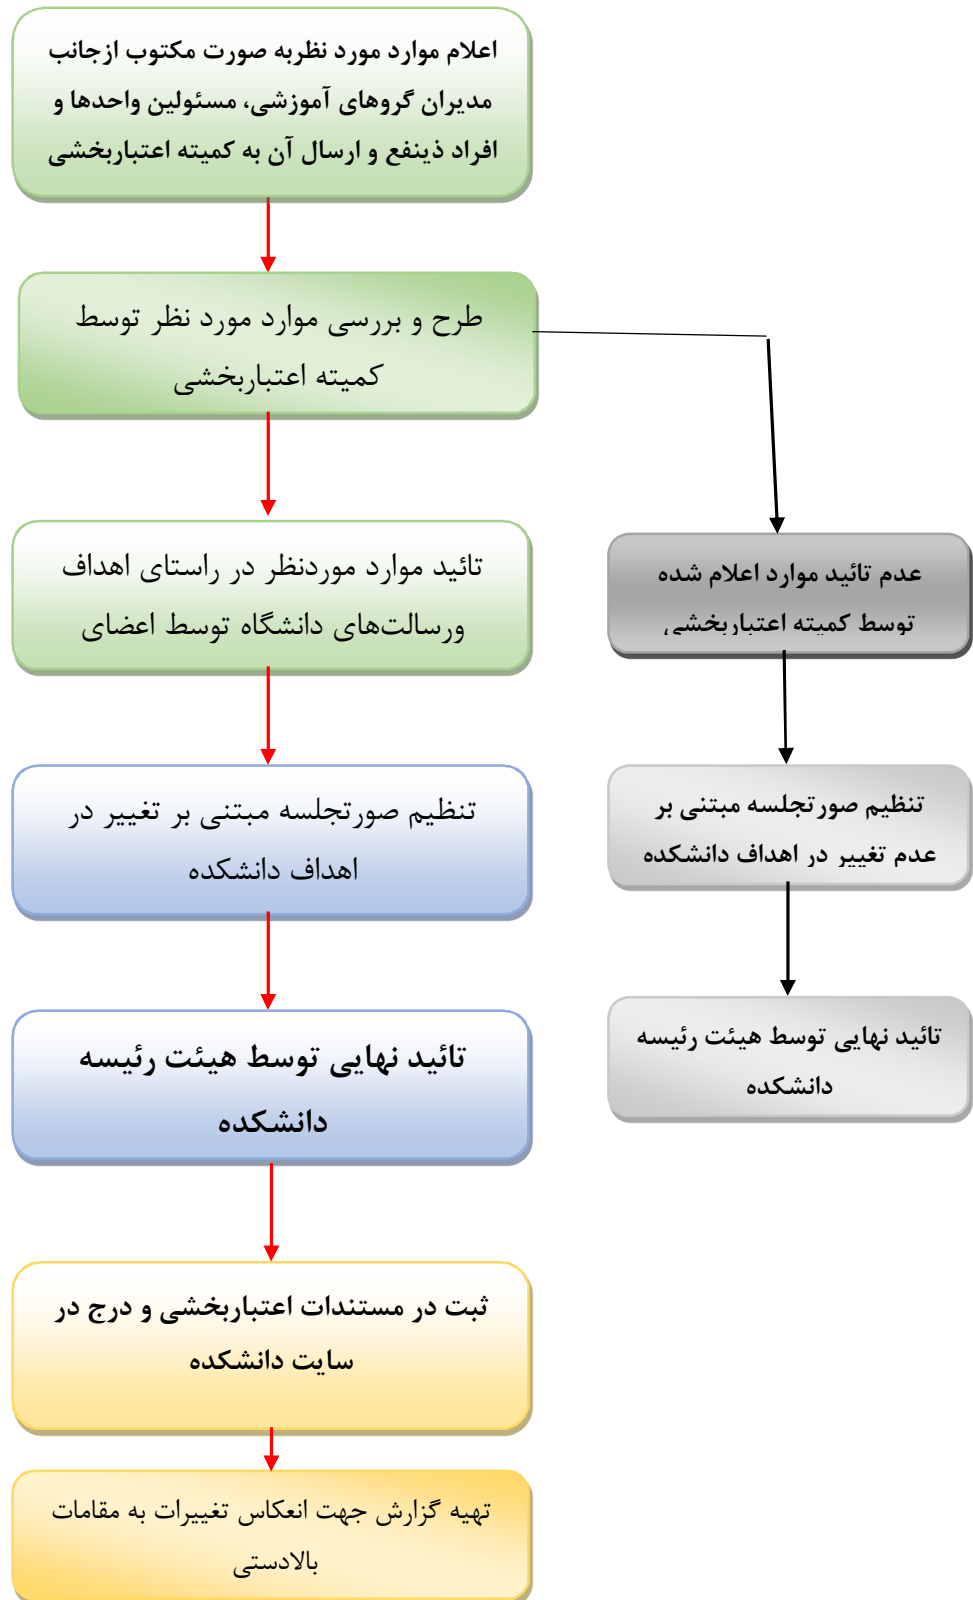 اعلام موارد مورد نظربه صورت مکتوب ازجانب
مدیران گروهای آموزشی، مسئولین واحدها و
افراد ذینفع و ارسال آن به کمیته اعتباربخشی
طرح و بررسی موارد مورد نظر توسط
کمیته اعتباربخشی
تائید موارد موردنظر در راستای اهداف
ورسالت‌های دانشگاه توسط اعضای
عدم تائید موارد اعلام شده
توسط کمیته اعتباربخشی
تنظیم صورتجلسه مبتنی بر تغییر در
اهداف دانشکده
تنظیم صورتجلسه مبتنی بر
عدم تغییر در اهداف دانشکده
تائید نهایی توسط هیئت رئیسه
دانشکده
تائید نهایی توسط هیئت رئیسه
دانشکده
ثبت در مستندات اعتباربخشی و درج در
سایت دانشکده
تهیه گزارش جهت انعکاس تغییرات به مقامات
بالادستی